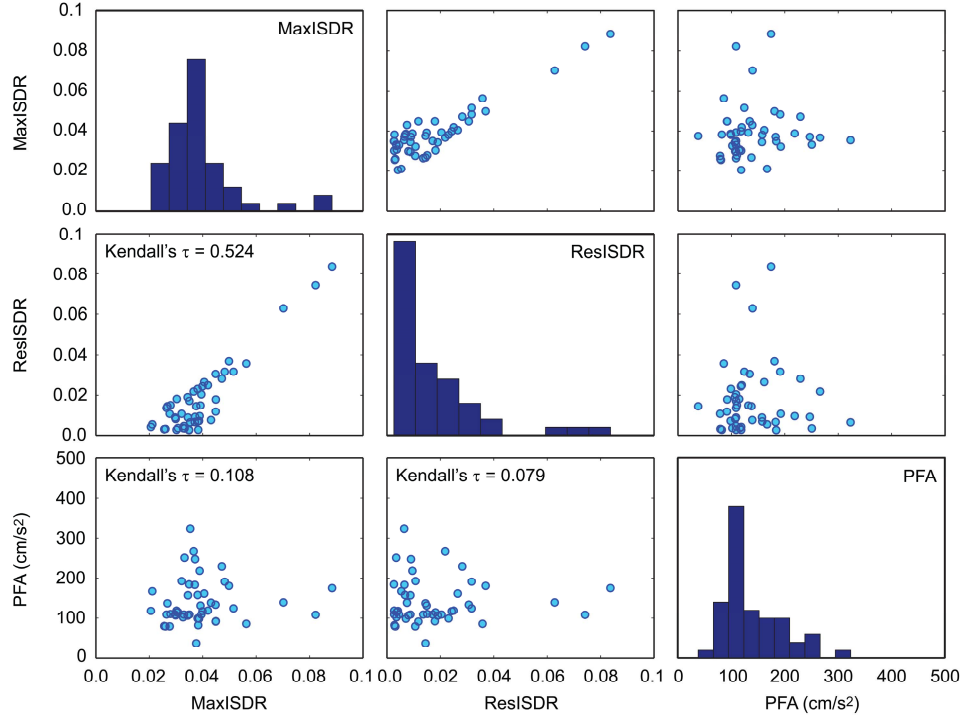 0.1
0.08
0.06
0.04
0.02
0.0
MaxISDR
MaxISDR
0.1
0.08
0.06
0.04
0.02
0.0
ResISDR
Kendall's τ = 0.524
ResISDR
500
400
300
200
100
0
PFA (cm/s²)
Kendall's τ = 0.108
Kendall's τ = 0.079
PFA
0.0 0.02 0.04 0.06 0.08 0.1
0.0 0.02 0.04 0.06 0.08 0.1
0 100 200 300 400 500
MaxISDR
ResISDR
PFA (cm/s²)